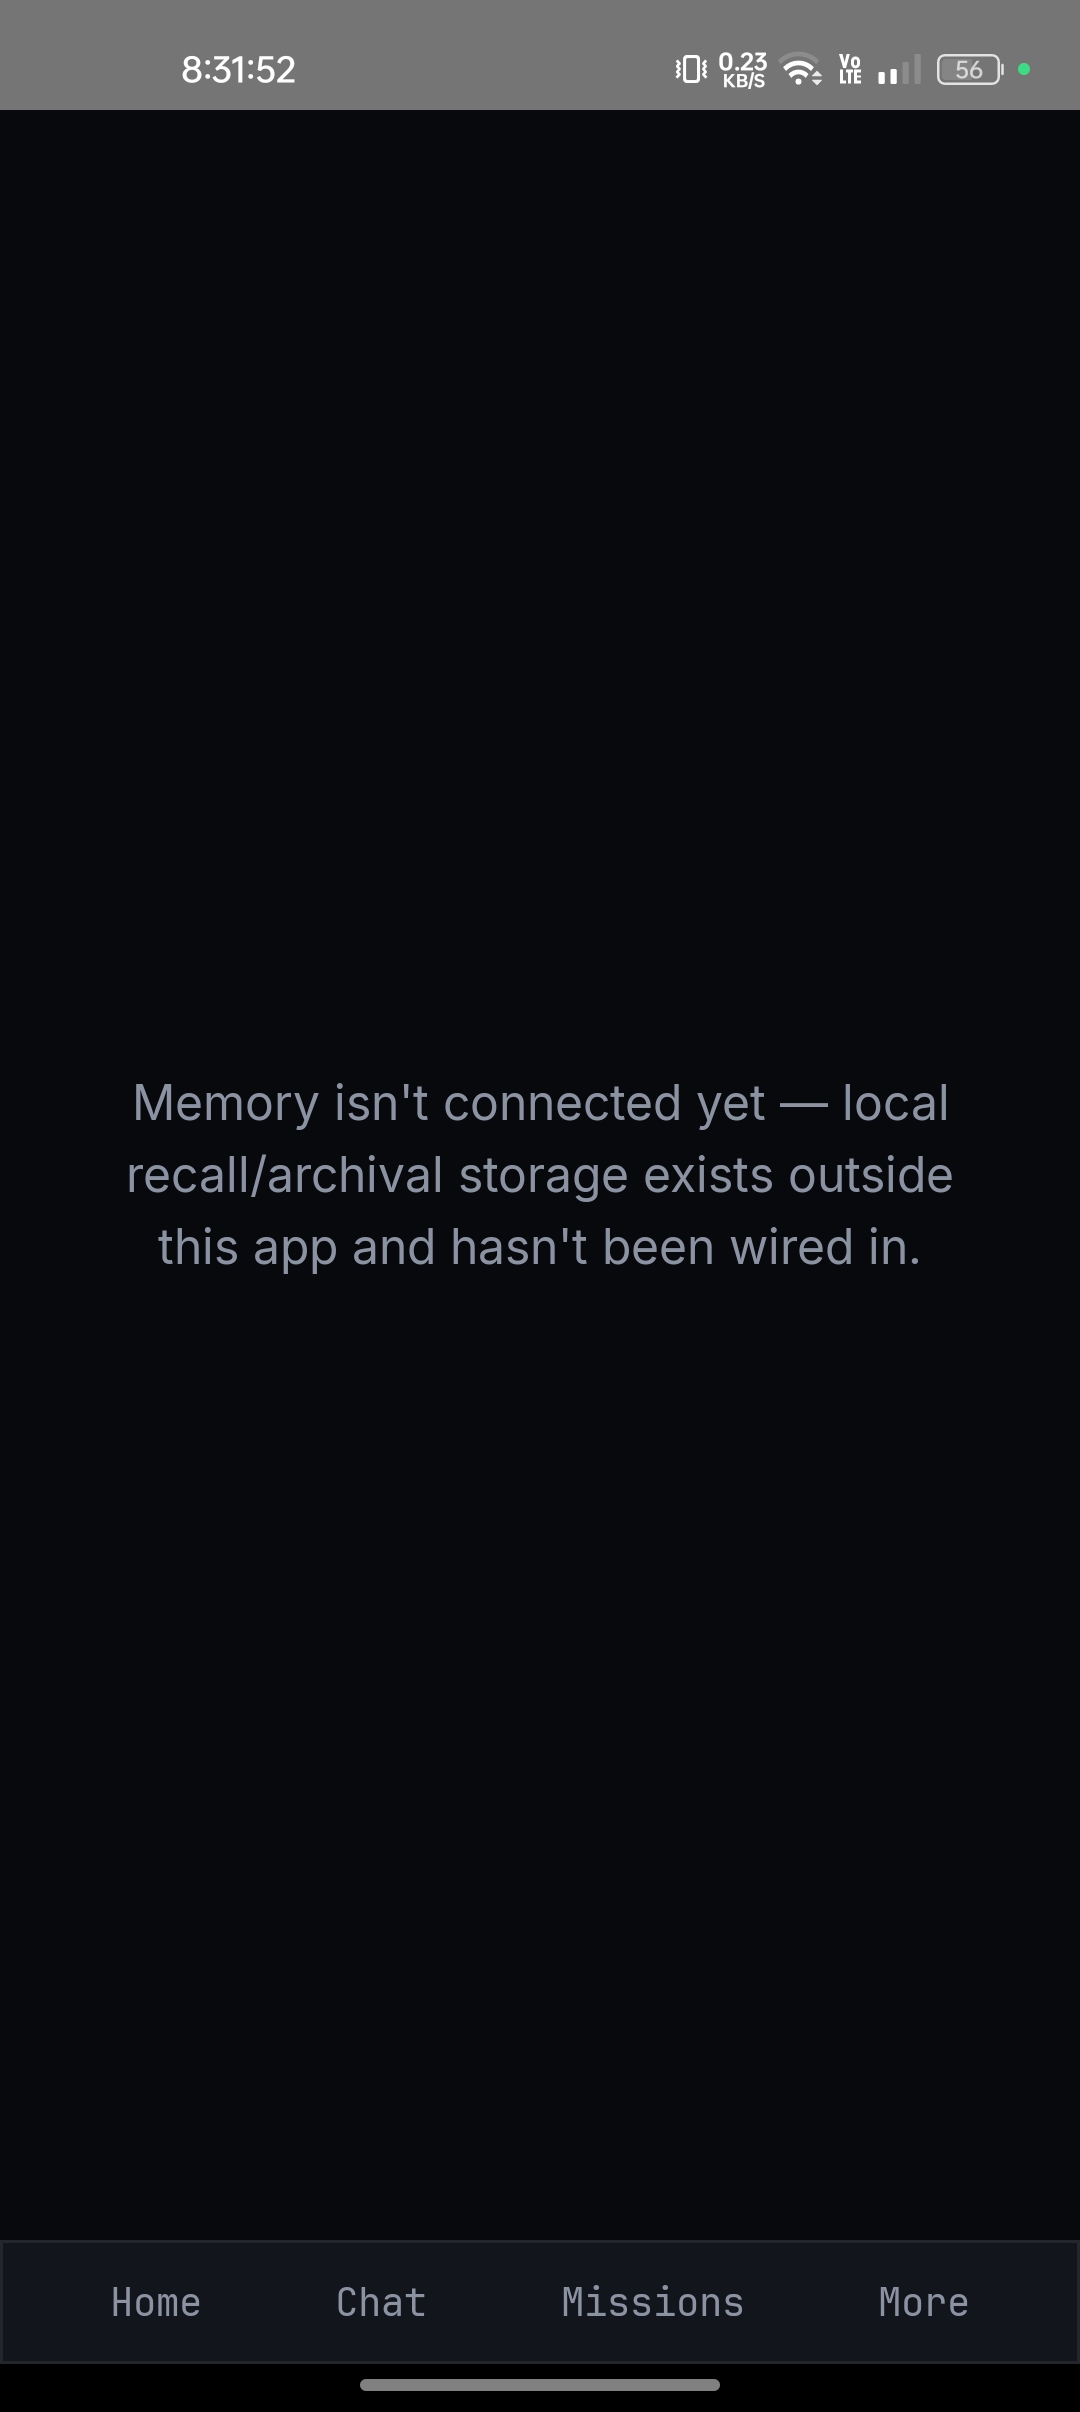 8:31:52
0.23
KB/S
Vo
LTE
56
Memory isn't connected yet — local
recall/archival storage exists outside
this app and hasn't been wired in.
Home Chat Missions More